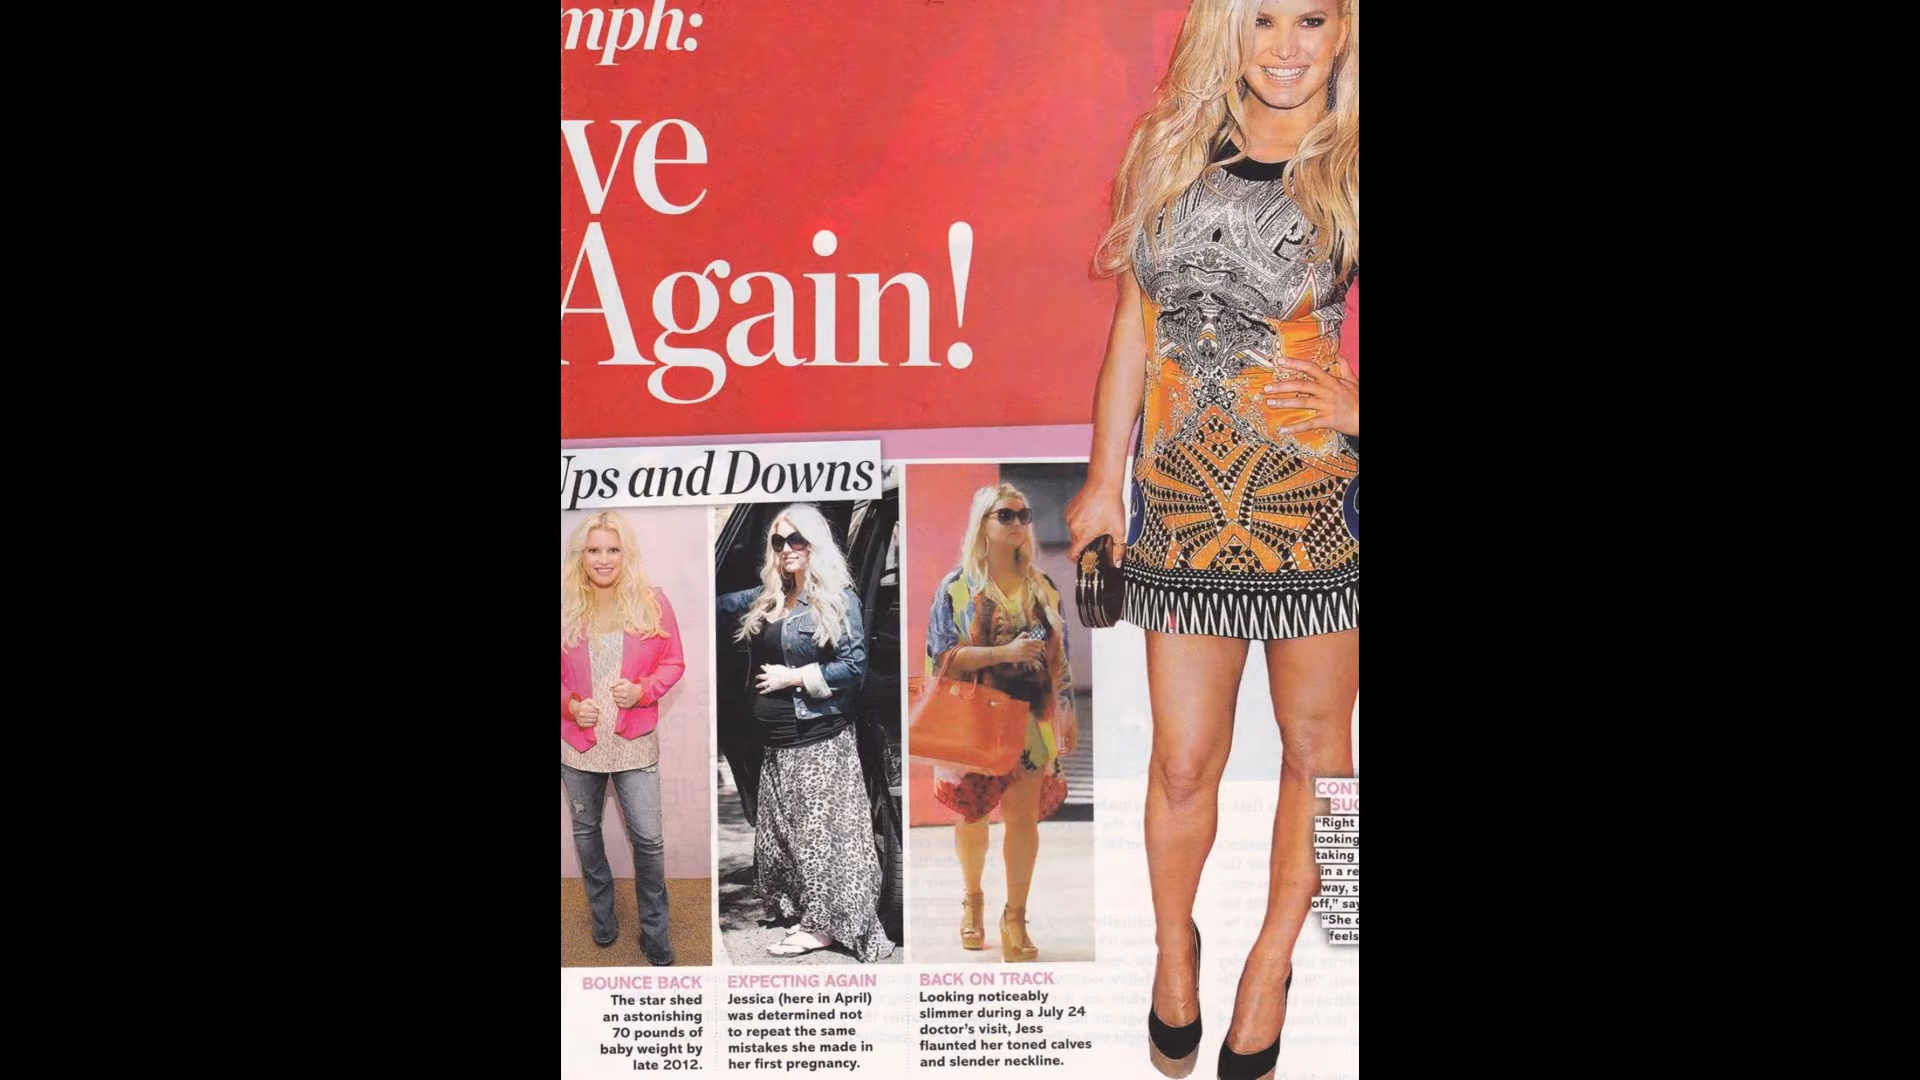 mph:
ve
Again!
Ups and Downs
BOUNCE BACK
The star shed
an astonishing
70 pounds of
baby weight by
late 2012.
EXPECTING AGAIN
Jessica (here in April)
was determined not
to repeat the same
mistakes she made in
her first pregnancy.
BACK ON TRACK
Looking noticeably
slimmer during a July 24
doctor's visit, Jess
flaunted her toned calves
and slender neckline.
CONT
SUC
"Right
looking
taking
in a re
way, s
off," say
"She
feels